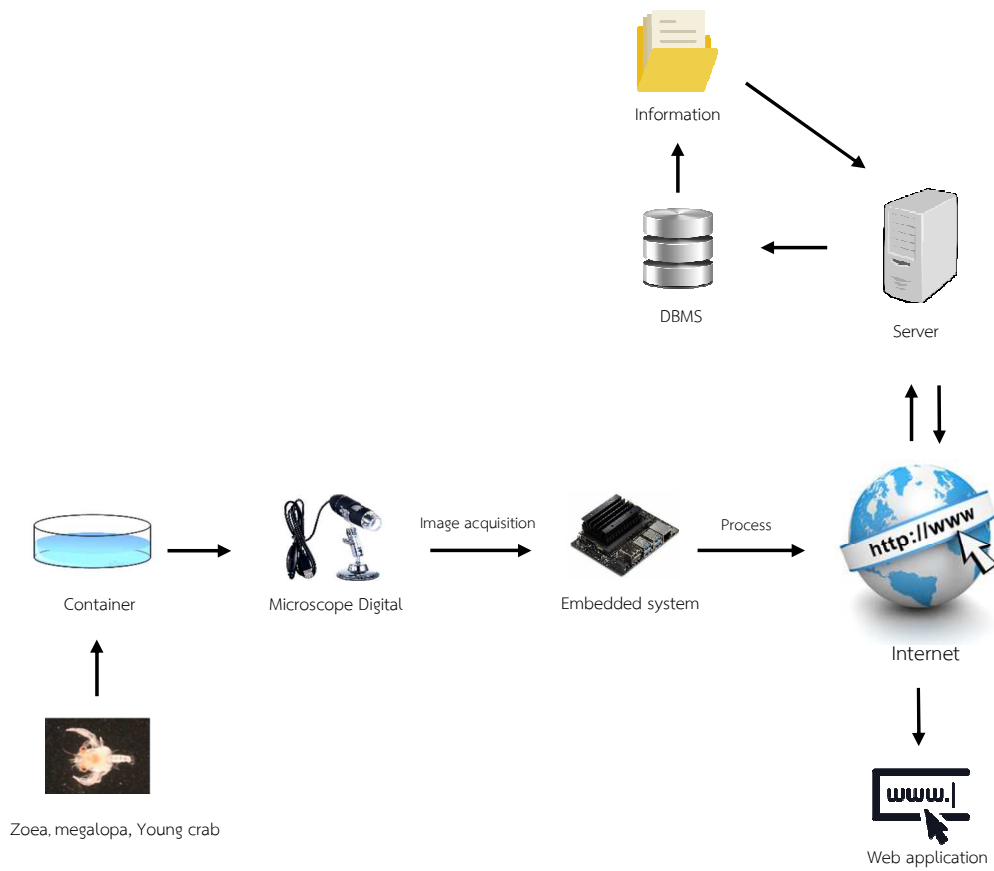 Information
DBMS
Server
Image acquisition
Process
http://www
Container
Microscope Digital
Embedded system
Internet
www.
Zoea, megalopa, Young crab
Web application